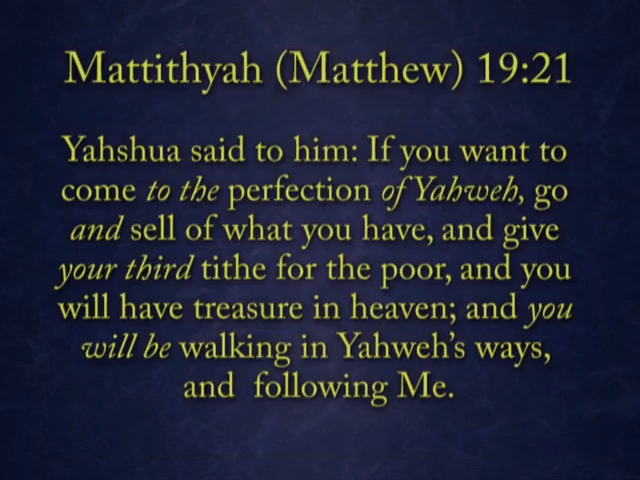 Mattithyah (Matthew) 19:21
Yahshua said to him: If you want to
come to the perfection of Yahweh, go
and sell of what you have, and give
your third tithe for the poor, and you
will have treasure in heaven; and you
will be walking in Yahweh’s ways,
and following Me.